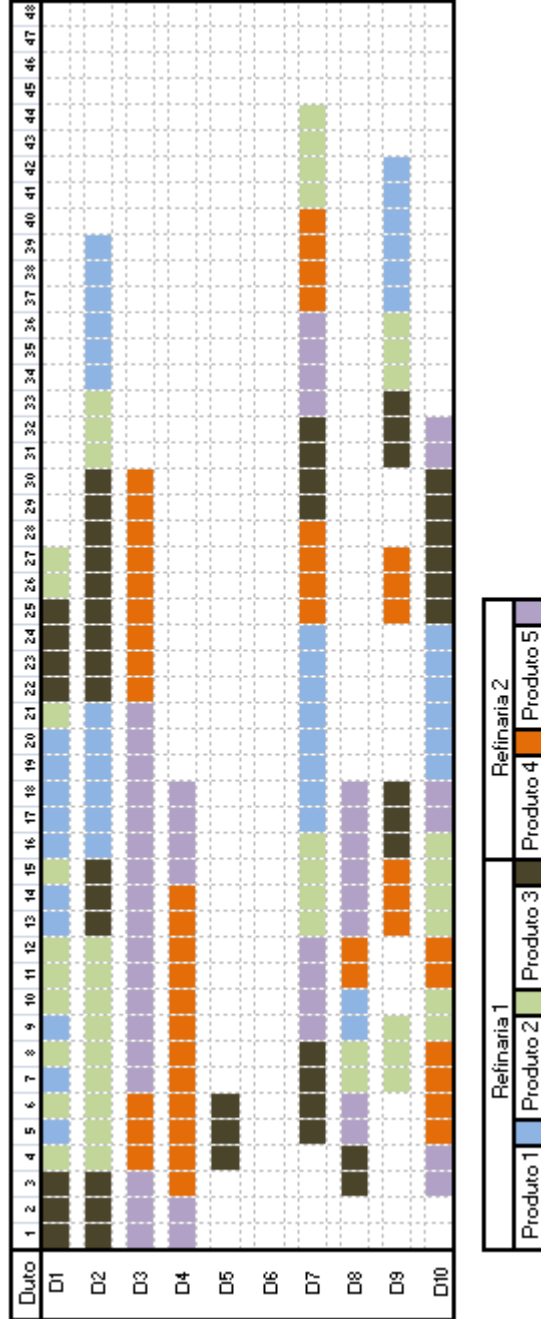 Duto 1 2 3 4 5 6 7 8 9 10 11 12 13 14 15 16 17 18 19 20 21 22 23 24 25 26 27 28 29 30 31 32 33 34 35 36 37 38 39 40 41 42 43 44 45 46 47 48
D1
D2
D3
D4
D5
D6
D7
D8
D9
D10
Refinaria 1 Refinaria 2
Produto 1 Produto 2 Produto 3 Produto 4 Produto 5